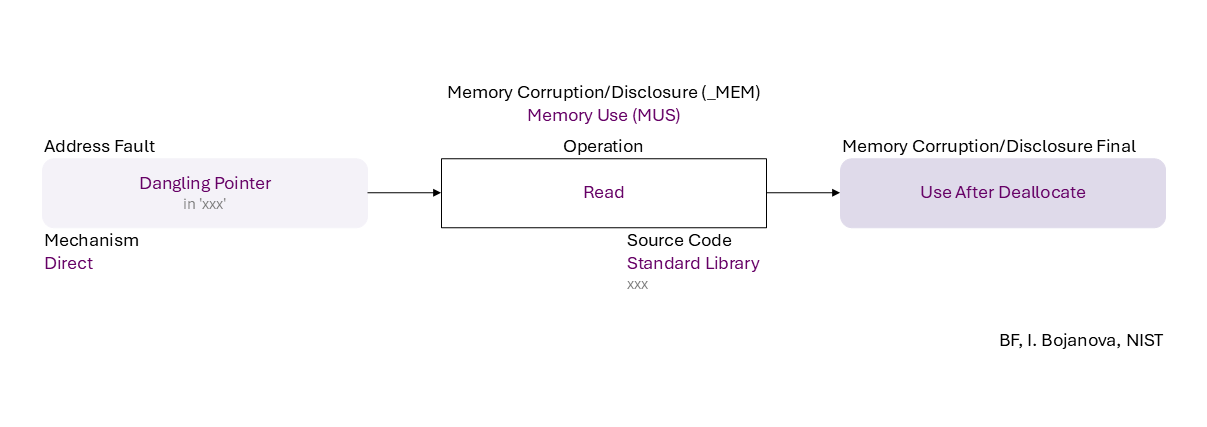 Memory Corruption/Disclosure (_MEM)
Memory Use (MUS)
Address Fault
Operation
Memory Corruption/Disclosure Final
Dangling Pointer
in 'xxx'
Read
Use After Deallocate
Mechanism
Direct
Source Code
Standard Library
xxx
BF, I. Bojanova, NIST